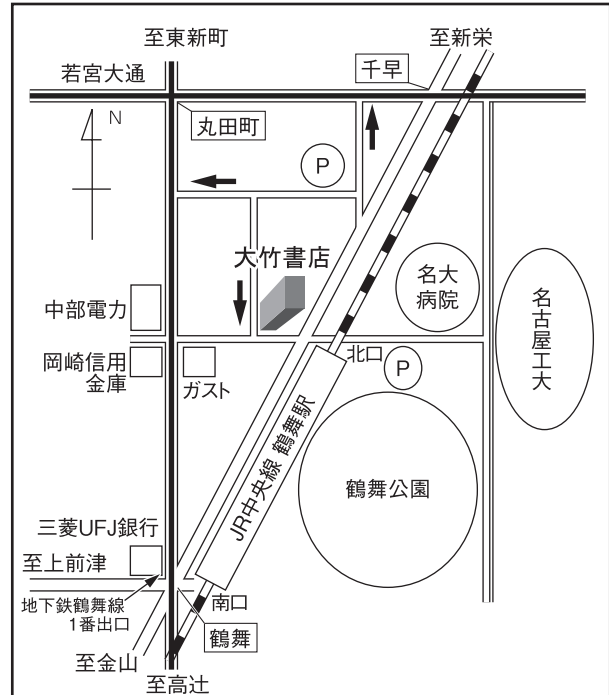 至東新町
至新栄
若宮大通
千早
N
丸田町
P
大竹書店
名大
病院
名古屋工大
中部電力
北口
岡崎信用
金庫
ガスト
P
JR中央線 鶴舞駅
鶴舞公園
三菱UFJ銀行
至上前津
地下鉄鶴舞線
1番出口
南口
鶴舞
至金山
至高辻